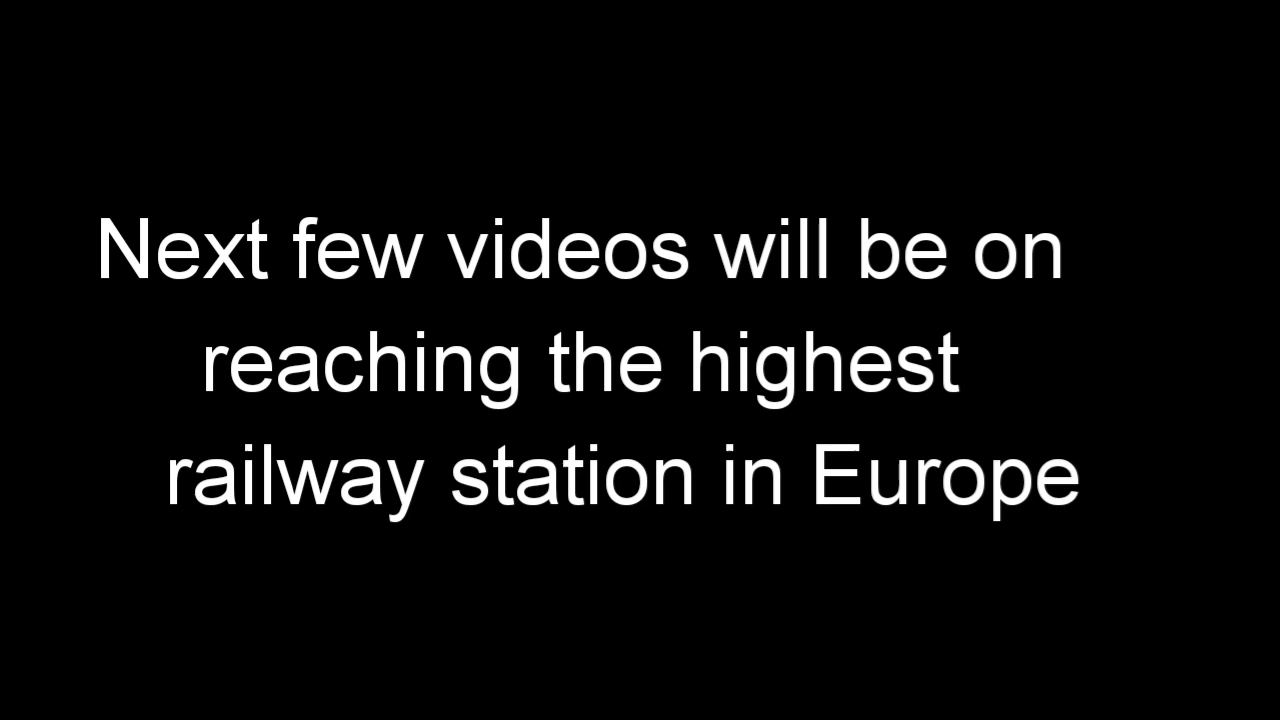 Next few videos will be on
reaching the highest
railway station in Europe